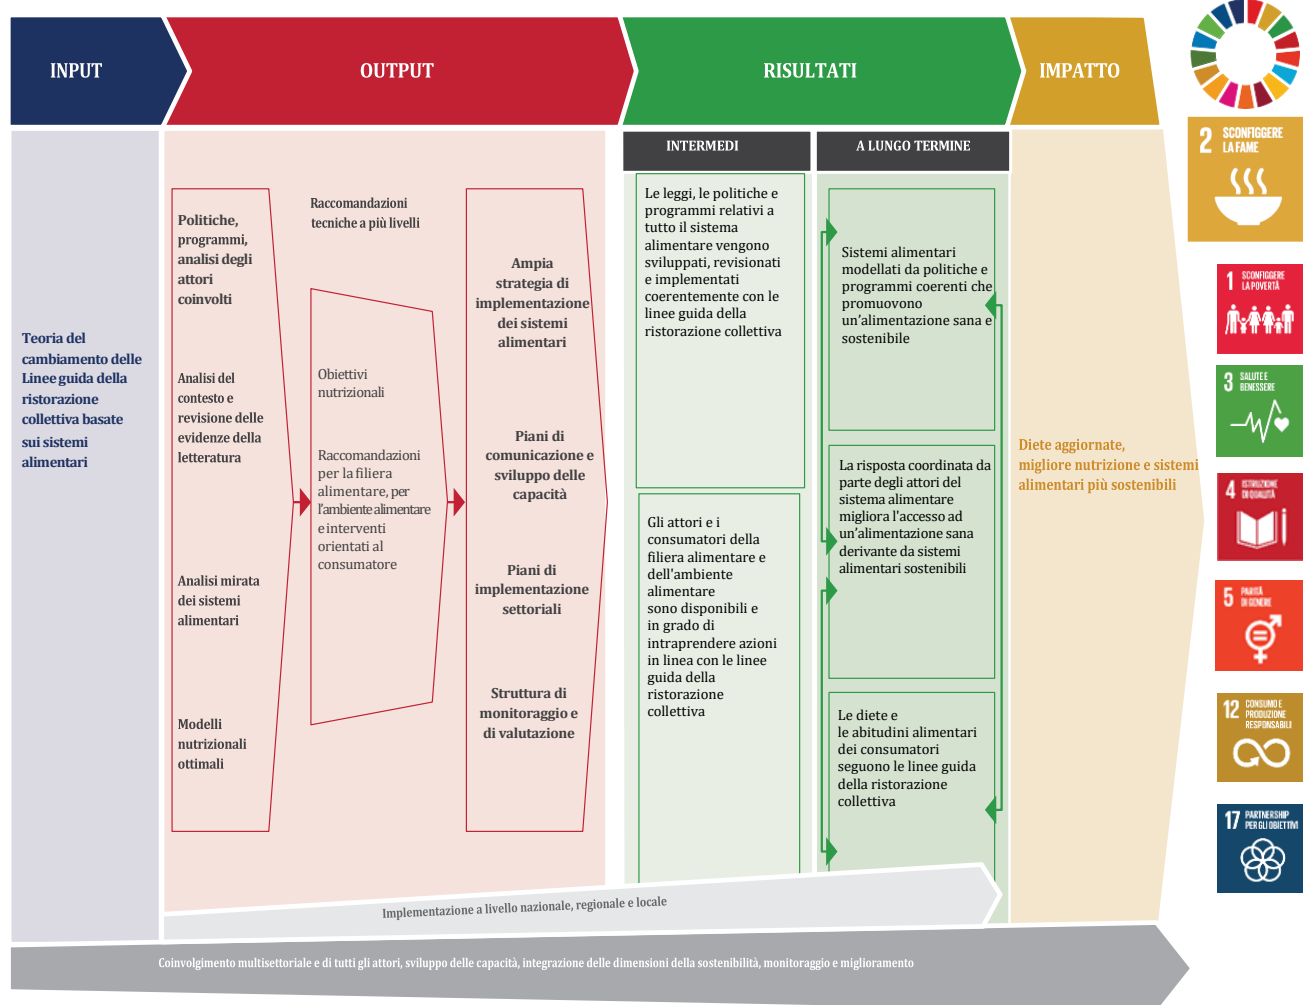 INPUT
OUTPUT
RISULTATI
IMPATTO
INTERMEDI
A LUNGO TERMINE
Teoria del
cambiamento delle
Linee guida della
ristorazione
collettiva basate
sui sistemi
alimentari
Politiche,
programmi,
analisi degli
attori
coinvolti
Analisi del
contesto e
revisione delle
evidenze della
letteratura
Analisi mirata
dei sistemi
alimentari
Modelli
nutrizionali
ottimali
Raccomandazioni
tecniche a più livelli
Obiettivi
nutrizionali
Raccomandazioni
per la filiera
alimentare, per
l'ambiente alimentare
e interventi
orientati al
consumatore
Ampia
strategia di
implementazione
dei sistemi
alimentari
Piani di
comunicazione e
sviluppo delle
capacità
Piani di
implementazione
settoriali
Struttura di
monitoraggio e
di valutazione
Le leggi, le politiche e
programmi relativi a
tutto il sistema
alimentare vengono
sviluppati, revisionati
e implementati
coerentemente con le
linee guida della
ristorazione collettiva
Gli attori e i
consumatori della
filiera alimentare e
dell'ambiente
alimentare
sono disponibili e
in grado di
intraprendere azioni
in linea con le linee
guida della
ristorazione
collettiva
Sistemi alimentari
modellati da politiche e
programmi coerenti che
promuovono
un'alimentazione sana e
sostenibile
La risposta coordinata da
parte degli attori del
sistema alimentare
migliora l'accesso ad
un'alimentazione sana
derivante da sistemi
alimentari sostenibili
Le diete e
le abitudini alimentari
dei consumatori
seguono le linee guida
della ristorazione
collettiva
Diete aggiornate,
migliore nutrizione e sistemi
alimentari più sostenibili
2 SCONFIGGERE
LA FAME
1 SCONFIGGERE
LA POVERTÀ
3 SALUTE E
BENESSERE
4 ISTRUZIONE
DI QUALITÀ
5 PARITÀ
DI GENERE
12 CONSUMO E
PRODUZIONE
RESPONSABILI
17 PARTNERSHIP
PER GLI OBIETTIVI
Implementazione a livello nazionale, regionale e locale
Coinvolgimento multisettoriale e di tutti gli attori, sviluppo delle capacità, integrazione delle dimensioni della sostenibilità, monitoraggio e miglioramento